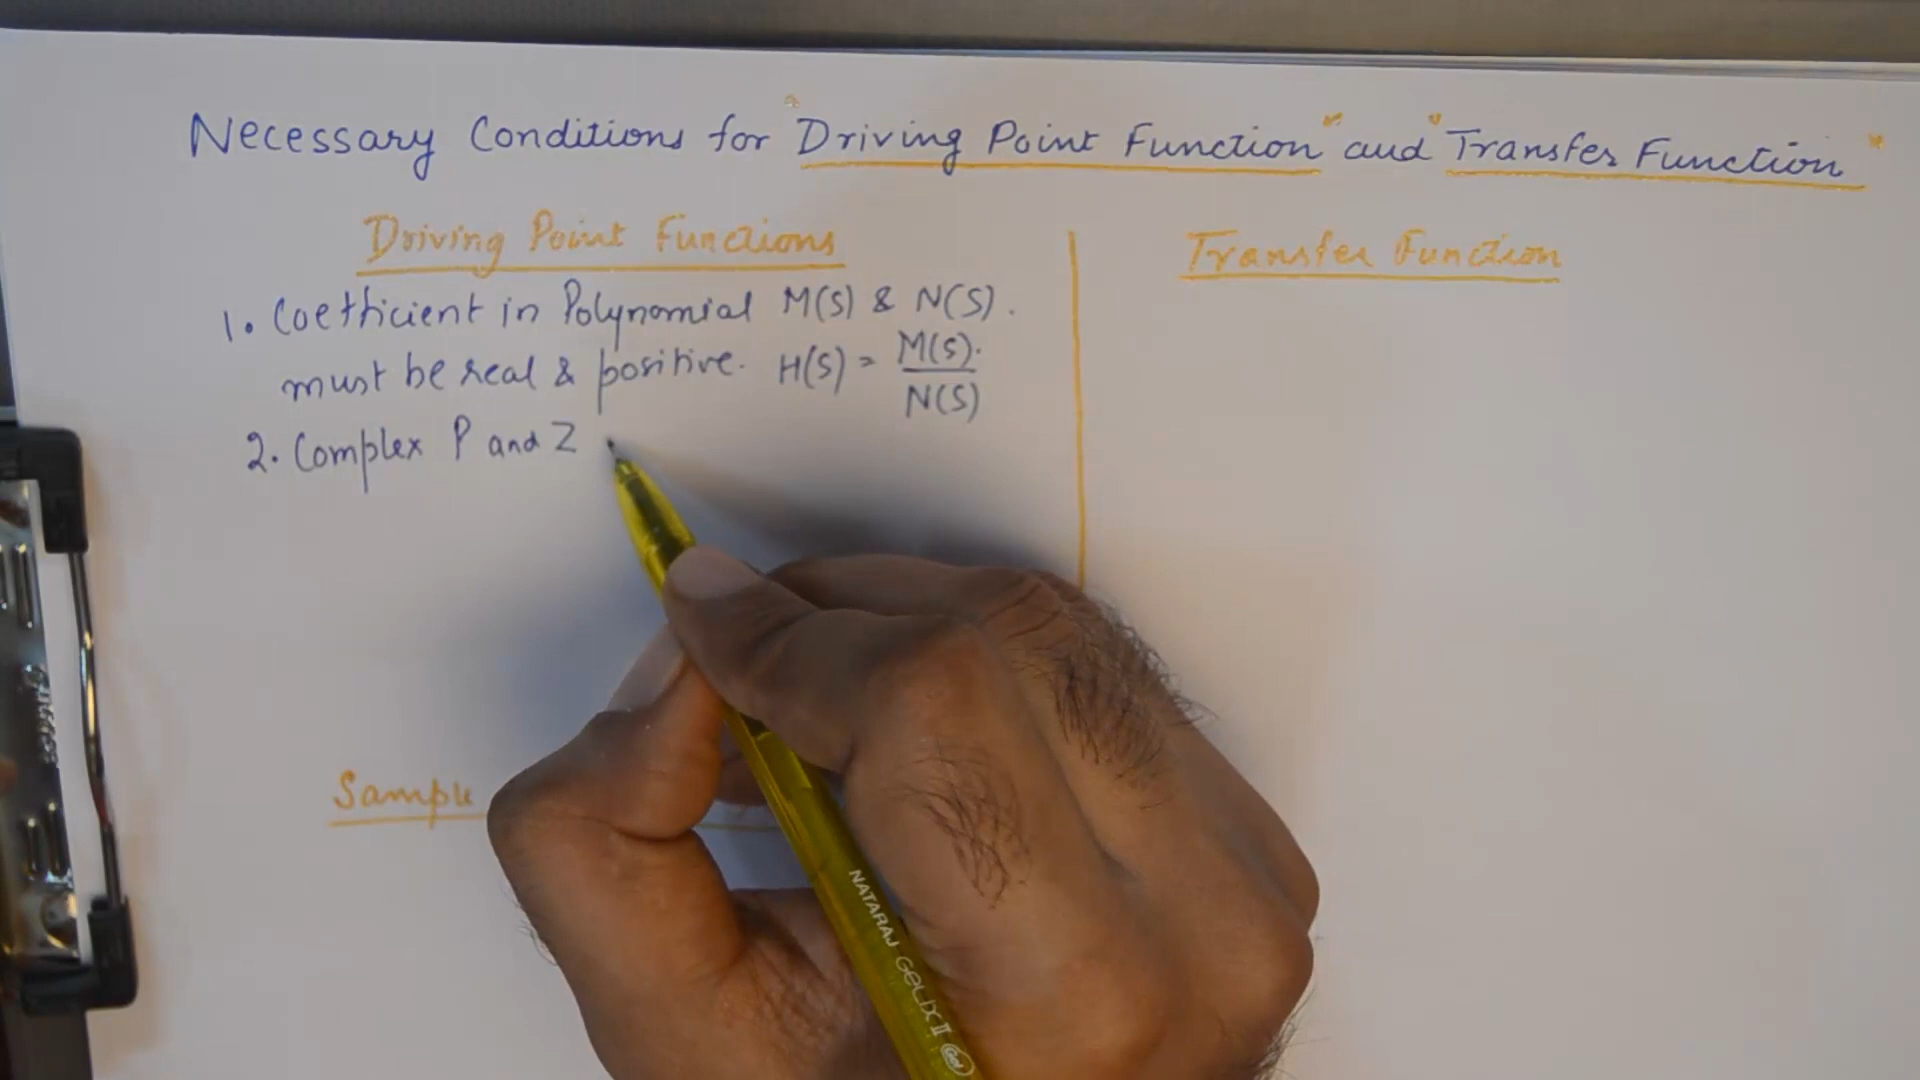 Necessary Conditions for "Driving Point Function" and "Transfer Function"
Driving Point Functions
1. Coefficient in Polynomial M(S) & N(S).
must be real & positive. H(S) = M(S).
N(S)
2. Complex P and Z
Transfer Function
Sample
NATARAJ GELIX II